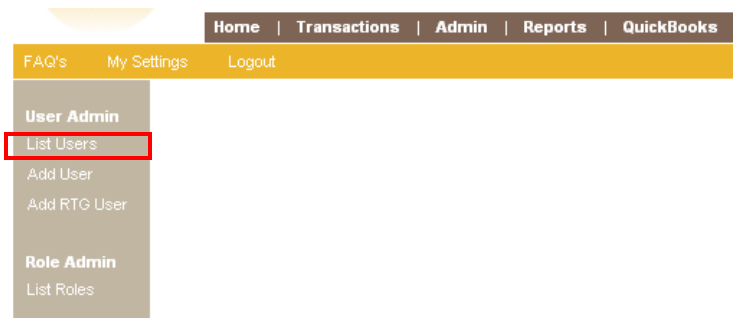 Home | Transactions | Admin | Reports | QuickBooks
FAQ's My Settings Logout
User Admin
List Users
Add User
Add RTG User
Role Admin
List Roles